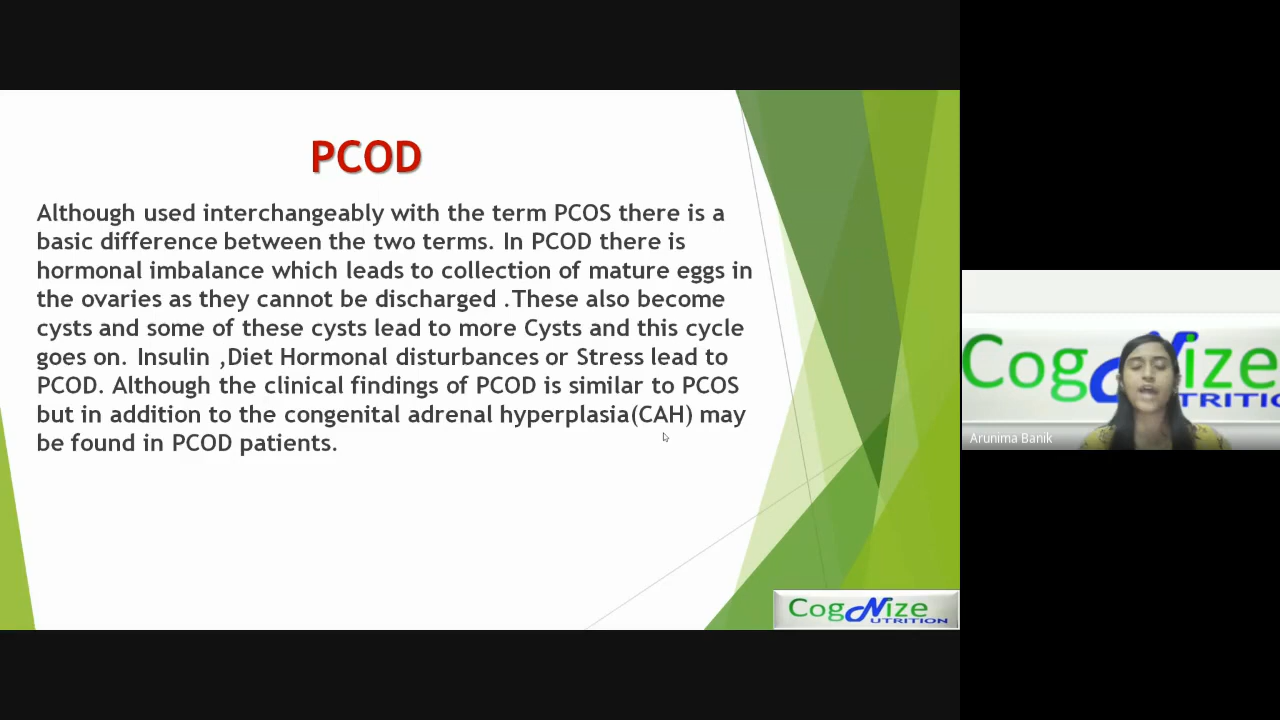 PCOD
Although used interchangeably with the term PCOS there is a
basic difference between the two terms. In PCOD there is
hormonal imbalance which leads to collection of mature eggs in
the ovaries as they cannot be discharged .These also become
cysts and some of these cysts lead to more Cysts and this cycle
goes on. Insulin ,Diet Hormonal disturbances or Stress lead to
PCOD. Although the clinical findings of PCOD is similar to PCOS
but in addition to the congenital adrenal hyperplasia(CAH) may
be found in PCOD patients.
CogNize
UTRITION
CogNize
UTRITIO
Arunima Banik